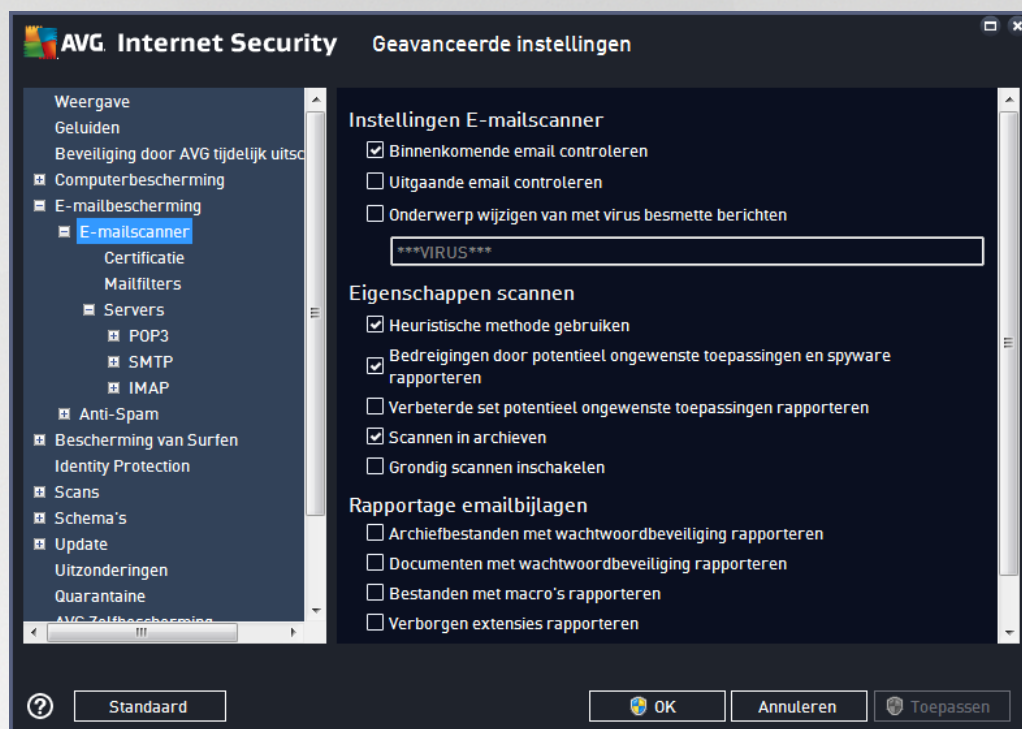 AVG. Internet Security
Geavanceerde instellingen
Weergave
Geluiden
Beveiliging door AVG tijdelijk uitsc
Computerbescherming
E-mailbescherming
E-mailscanner
Certificatie
Mailfilters
Servers
POP3
SMTP
IMAP
Anti-Spam
Bescherming van Surfen
Identity Protection
Scans
Schema's
Update
Uitzonderingen
Quarantaine
AVG Zelfbescherming
Instellingen E-mailscanner
Binnenkomende email controleren
Uitgaande email controleren
Onderwerp wijzigen van met virus besmette berichten
***VIRUS***
Eigenschappen scannen
Heuristische methode gebruiken
Bedreigingen door potentieel ongewenste toepassingen en spyware
rapporteren
Verbeterde set potentieel ongewenste toepassingen rapporteren
Scannen in archieven
Grondig scannen inschakelen
Rapportage emailbijlagen
Archiefbestanden met wachtwoordbeveiliging rapporteren
Documenten met wachtwoordbeveiliging rapporteren
Bestanden met macro's rapporteren
Verborgen extensies rapporteren
?
Standaard
OK
Annuleren
Toepassen